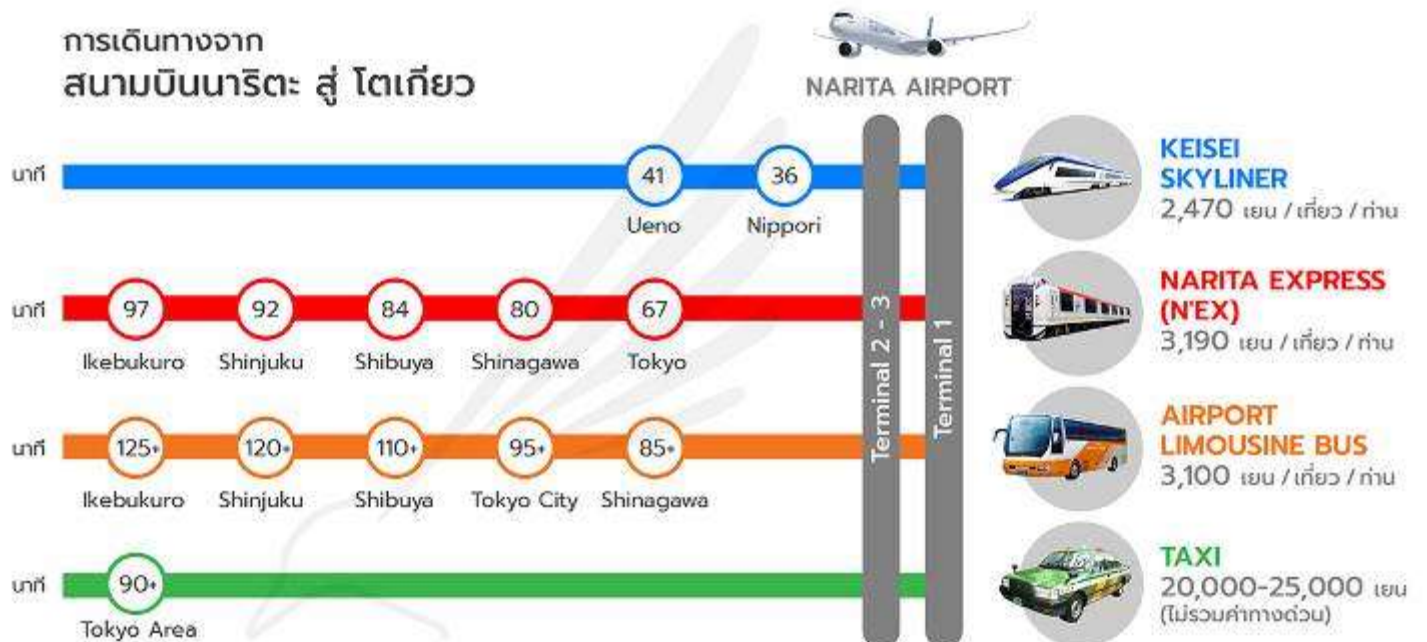 การเดินทางจาก
สนามบินนาริตะ สู่ โตเกียว
NARITA AIRPORT
Terminal 2 - 3
Terminal 1
นาที
41
36
Ueno
Nippori
KEISEI
SKYLINER
2,470 เยน / เที่ยว / ท่าน
นาที
97
92
84
80
67
Ikebukuro
Shinjuku
Shibuya
Shinagawa
Tokyo
NARITA EXPRESS
(N'EX)
3,190 เยน / เที่ยว / ท่าน
นาที
125+
120+
110+
95+
85+
Ikebukuro
Shinjuku
Shibuya
Tokyo City
Shinagawa
AIRPORT
LIMOUSINE BUS
3,100 เยน / เที่ยว / ท่าน
นาที
90+
Tokyo Area
TAXI
20,000-25,000 เยน
(ไม่รวมค่าทางด่วน)